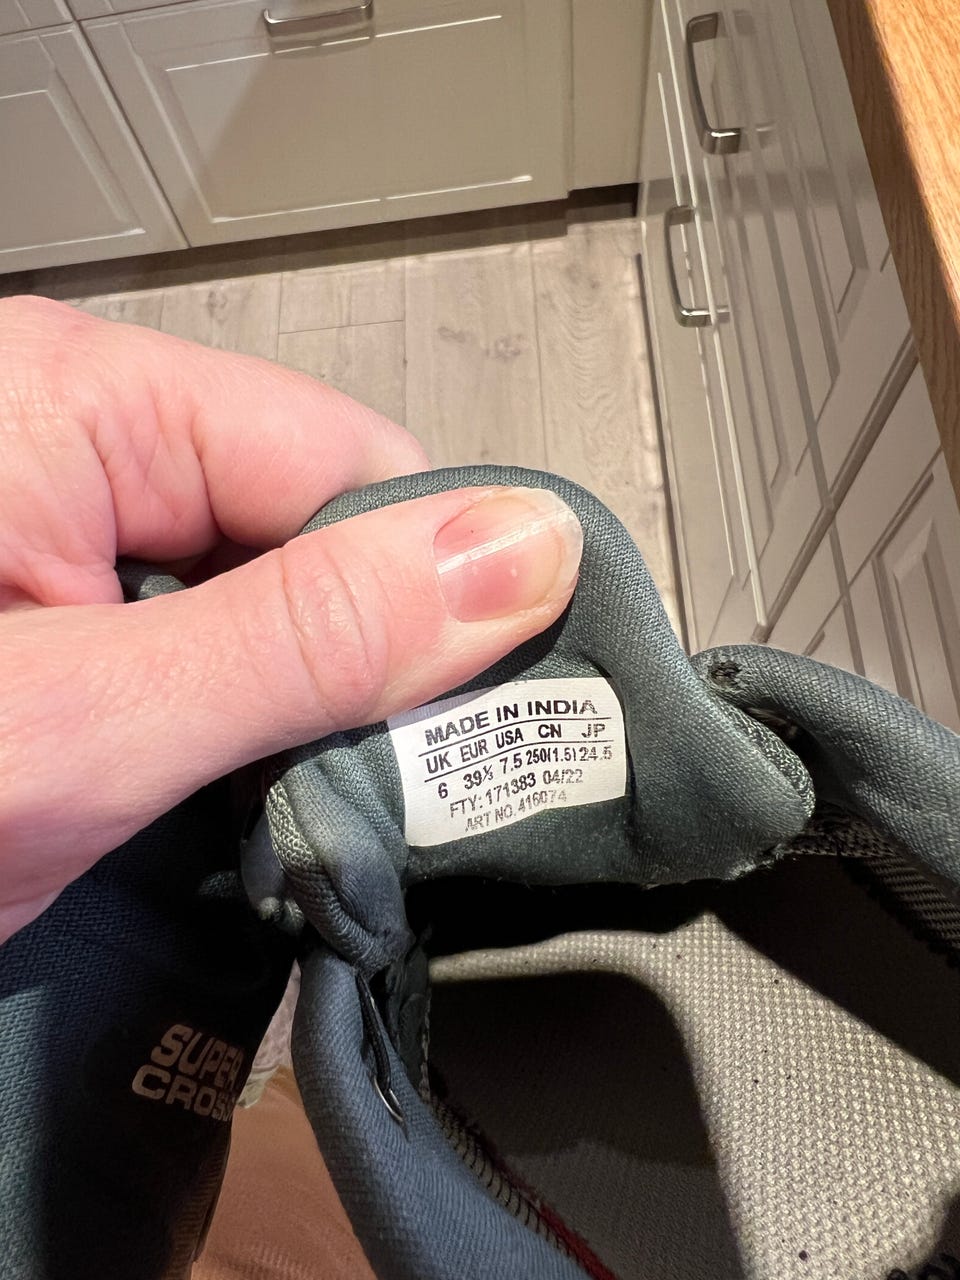 MADE IN INDIA
UK EUR USA CN JP
6 39⅓ 7.5 250(1.5) 24.5
FTY: 171383 04/22
ART NO. 416074
SUPER
CROSS